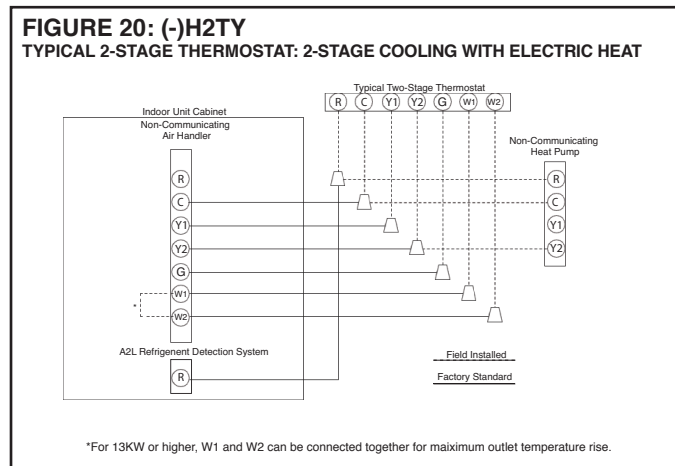 FIGURE 20: (-)H2TY
TYPICAL 2-STAGE THERMOSTAT: 2-STAGE COOLING WITH ELECTRIC HEAT
Typical Two-Stage Thermostat
R C Y1 Y2 G W1 W2
Indoor Unit Cabinet
Non-Communicating
Air Handler
R
C
Y1
Y2
G
W1
W2
*
Non-Communicating
Heat Pump
R
C
Y1
Y2
A2L Refrigenent Detection System
R
Field Installed
Factory Standard
*For 13KW or higher, W1 and W2 can be connected together for maiximum outlet temperature rise.